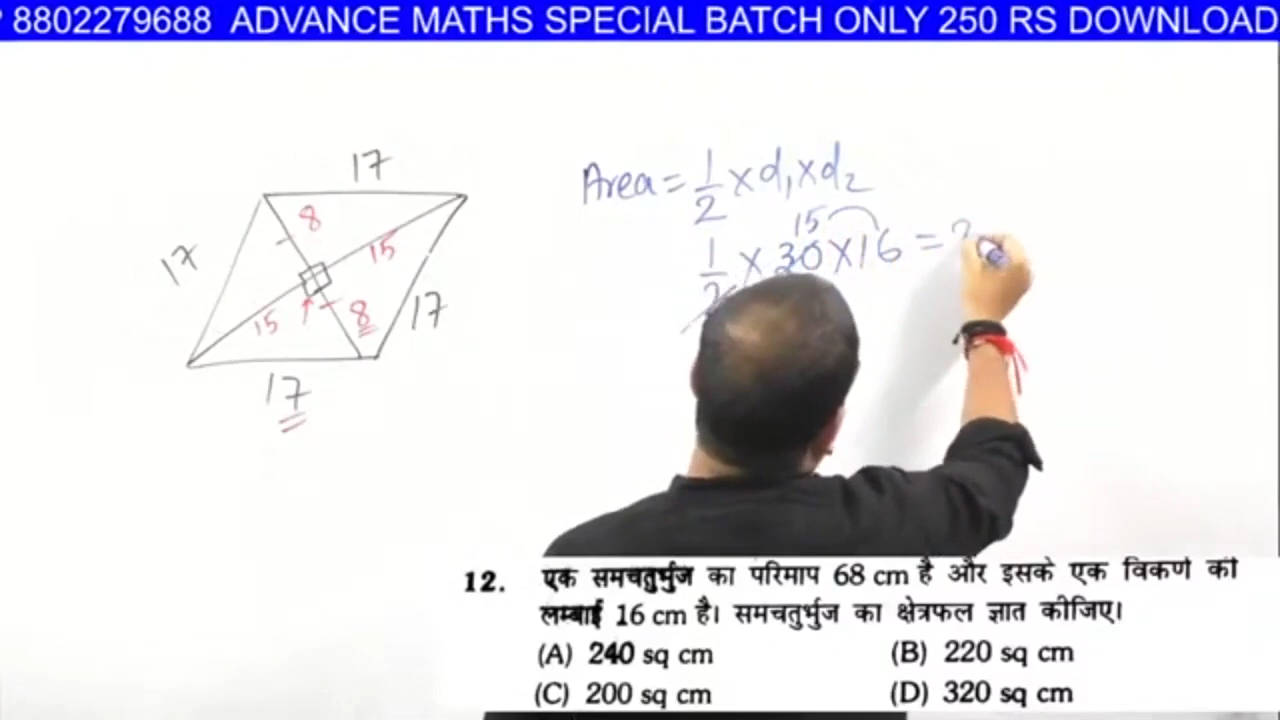 8802279688 ADVANCE MATHS SPECIAL BATCH ONLY 250 RS DOWNLOAD
17
17
8
15
15
8
17
17
Area = 1/2 × d₁ × d₂
15
1/2 × 30 × 16 =
12. एक समचतुर्भुज का परिमाप 68 cm है और इसके एक विकर्ण की
लम्बाई 16 cm है। समचतुर्भुज का क्षेत्रफल ज्ञात कीजिए।
(A) 240 sq cm (B) 220 sq cm
(C) 200 sq cm (D) 320 sq cm